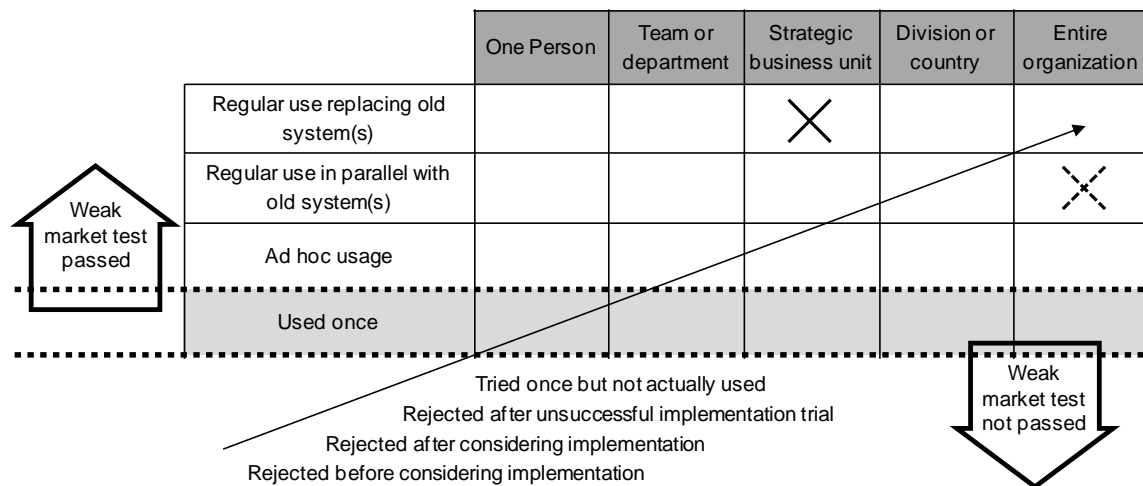 One Person
Team or
department
Strategic
business unit
Division or
country
Entire
organization
Regular use replacing old
system(s)
Regular use in parallel with
old system(s)
Ad hoc usage
Used once
Weak
market test
passed
Tried once but not actually used
Rejected after unsuccessful implementation trial
Rejected after considering implementation
Rejected before considering implementation
Weak
market test
not passed